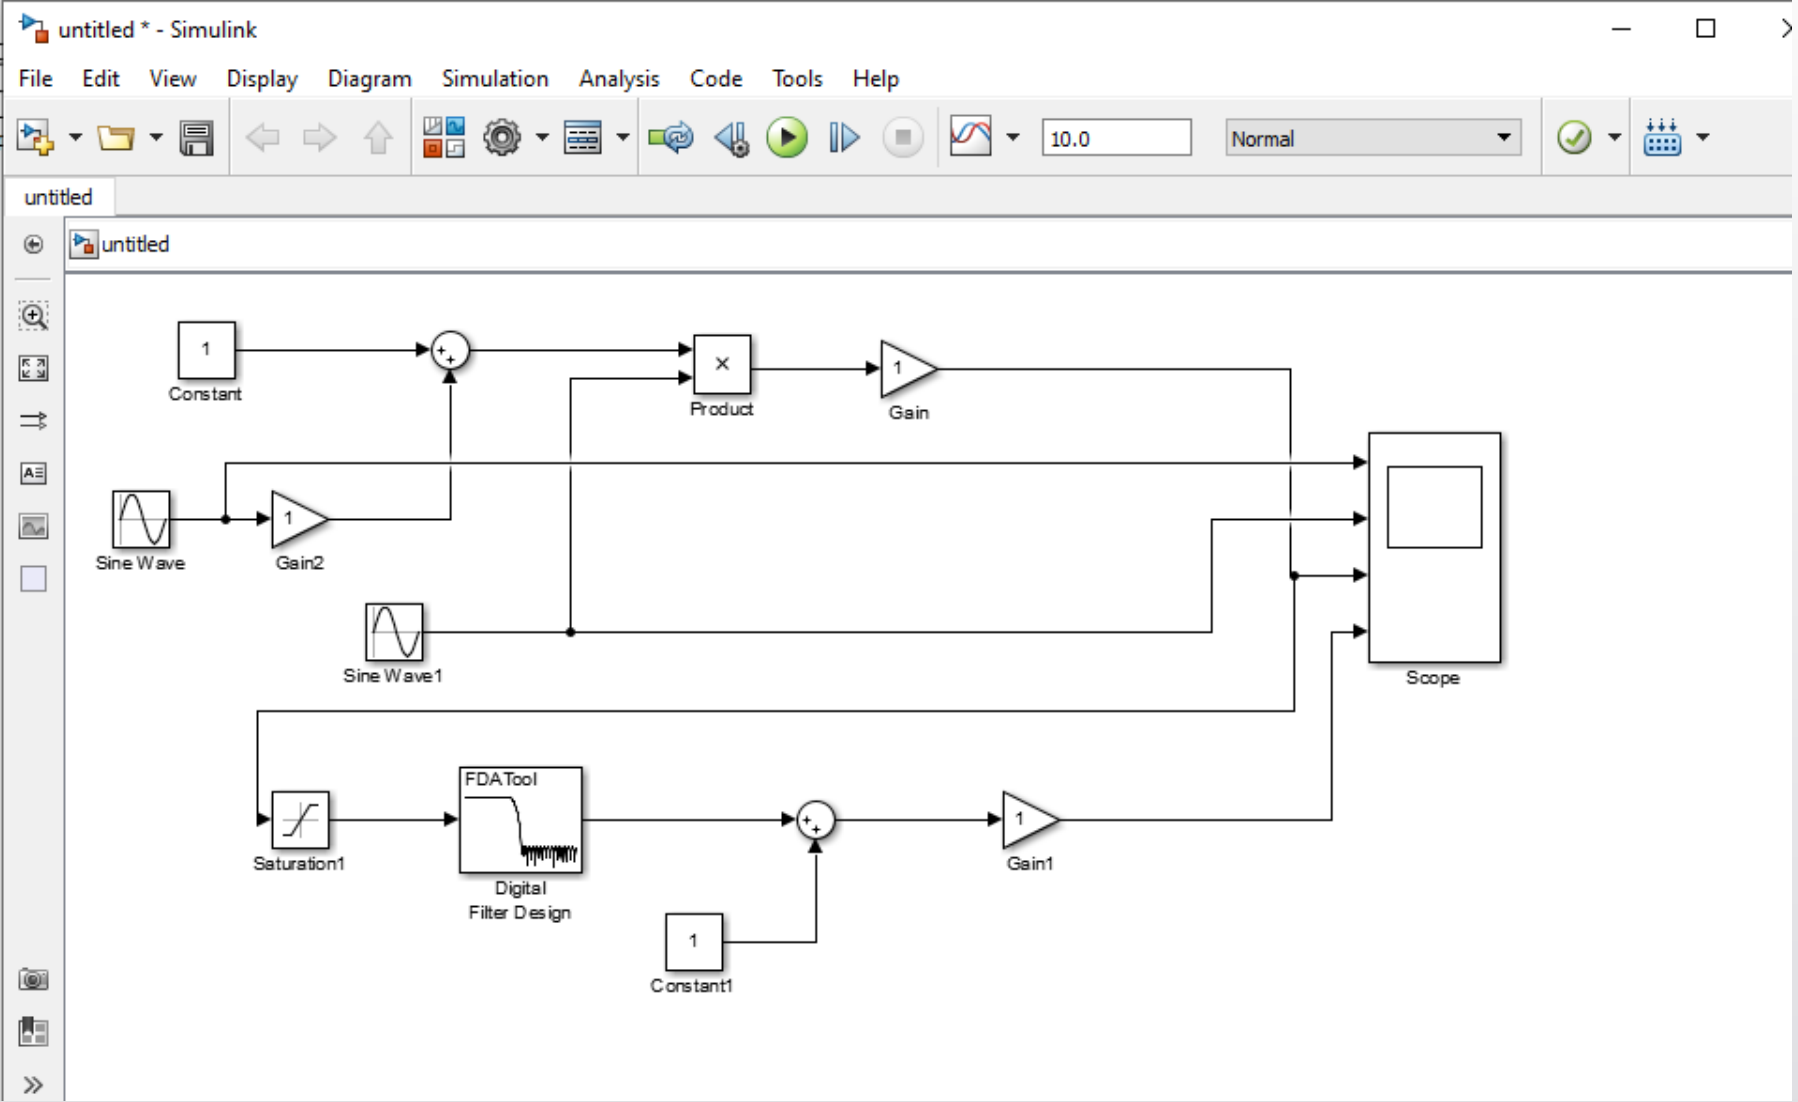 untitled * - Simulink
File Edit View Display Diagram Simulation Analysis Code Tools Help
10.0 Normal
untitled
untitled
1
Constant
++
×
Product
1
Gain
Sine Wave
1
Gain2
Sine Wave1
Scope
Saturation1
FDATool
Digital
Filter Design
++
1
Gain1
1
Constant1